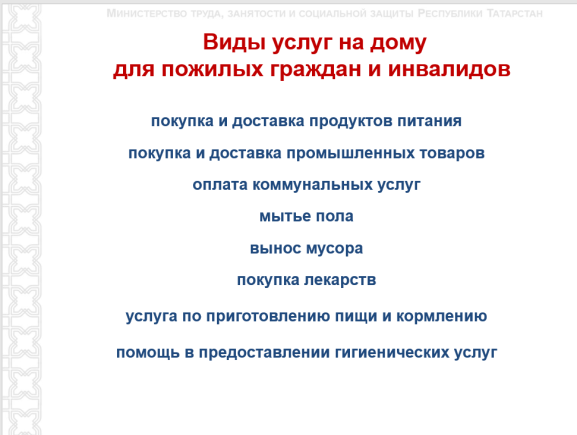 Министерство труда, занятости и социальной защиты Республики Татарстан
Виды услуг на дому
для пожилых граждан и инвалидов
покупка и доставка продуктов питания
покупка и доставка промышленных товаров
оплата коммунальных услуг
мытье пола
вынос мусора
покупка лекарств
услуга по приготовлению пищи и кормлению
помощь в предоставлении гигиенических услуг